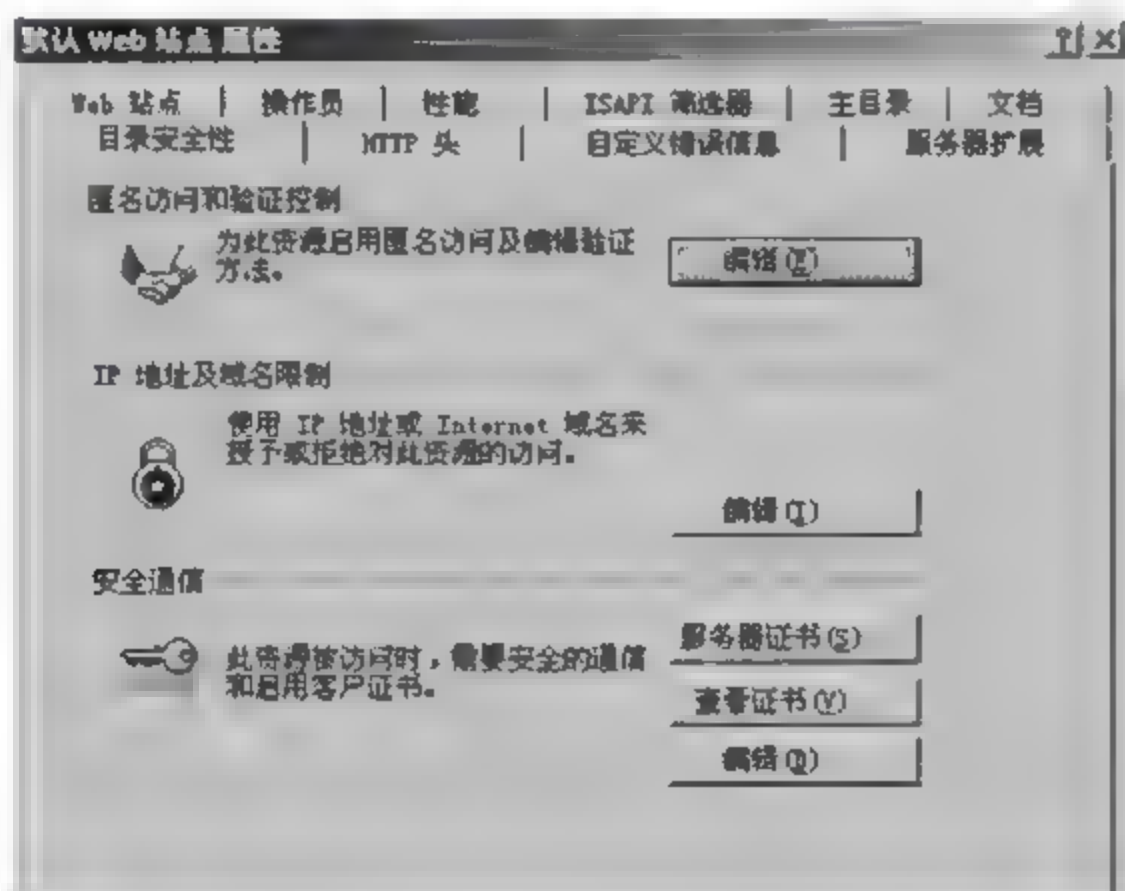 默认 Web 站点 属性
Web 站点 操作员 性能 ISAPI 筛选器 主目录 文档
目录安全性 HTTP 头 自定义错误信息 服务器扩展
匿名访问和验证控制
为此资源启用匿名访问及编辑验证
方法。
编辑(E)
IP 地址及域名限制
使用 IP 地址或 Internet 域名来
授予或拒绝对此资源的访问。
编辑(I)
安全通信
此资源被访问时，需要安全的通信
和启用客户证书。
服务器证书(S)
查看证书(V)
编辑(D)